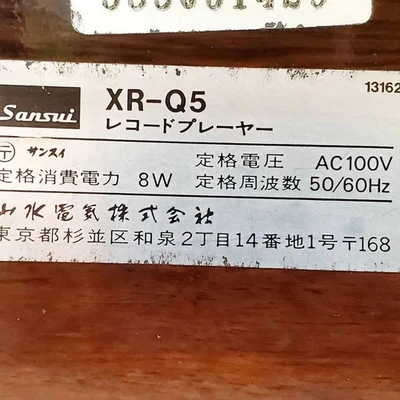 Sansui
XR-Q5
13162
レコードプレーヤー
〒 サンスイ 定格電圧 AC100V
定格消費電力 8W 定格周波数 50/60Hz
山水電気株式会社
東京都杉並区和泉2丁目14番地1号〒168